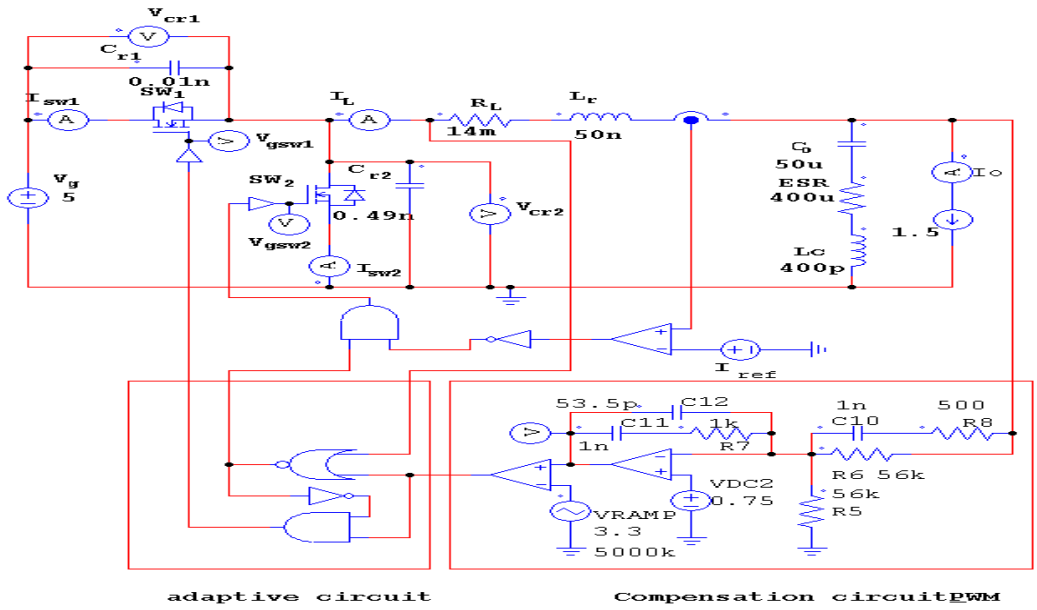 Vcr1
V
Cr1
0.01n
Isw1
SW1
A
IL
A
RL
14m
Lr
50n
Vgsw1
V
Vg
5
SW2
Cr2
0.49n
V
Vgsw2
V
Vcr2
A
Isw2
Co
50u
ESR
400u
Lc
400p
A
Io
1.5
Iref
53.5p
C12
C11
1n
1k
R7
V
1n
C10
500
R8
R6 56k
56k
R5
VDC2
0.75
VRAMP
3.3
5000k
adaptive circuit
Compensation circuitPWM